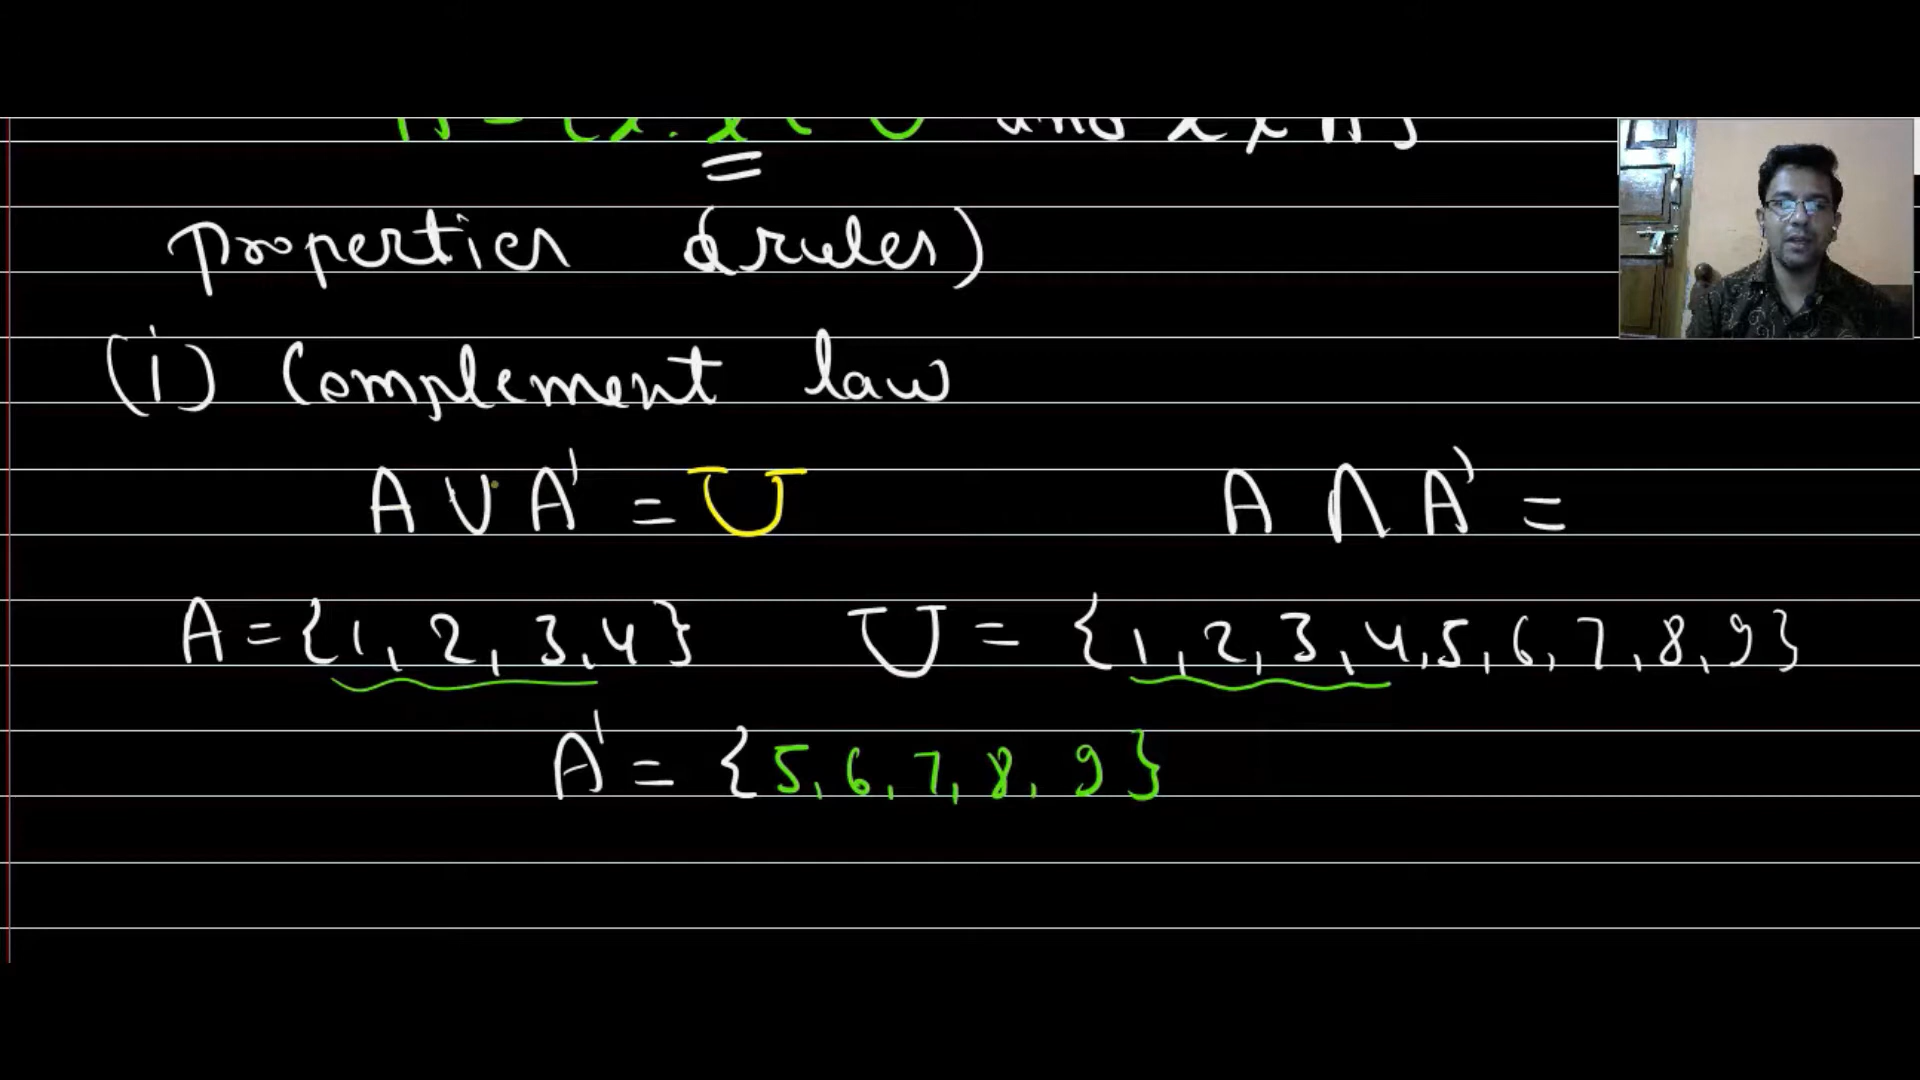 and
Properties (rules)
(i) Complement law
A ∪ A' = U A ∩ A' =
A = {1, 2, 3, 4} U = {1, 2, 3, 4, 5, 6, 7, 8, 9}
A' = {5, 6, 7, 8, 9}